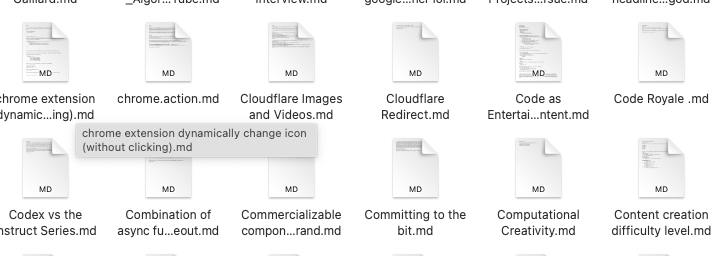 Gaillard.md
_Algor...Tube.md
Interview.md
google...
Projects...rsue.md
headline...god.md
MD
MD
MD
MD
MD
MD
chrome extension
dynamic...ing).md
chrome.action.md
Cloudflare Images
and Videos.md
Cloudflare
Redirect.md
Code as
Entertai...ntent.md
Code Royale .md
chrome extension dynamically change icon
(without clicking).md
MD
MD
MD
MD
MD
MD
Codex vs the
nstruct Series.md
Combination of
async fu...eout.md
Commercializable
compon...rand.md
Committing to the
bit.md
Computational
Creativity.md
Content creation
difficulty level.md